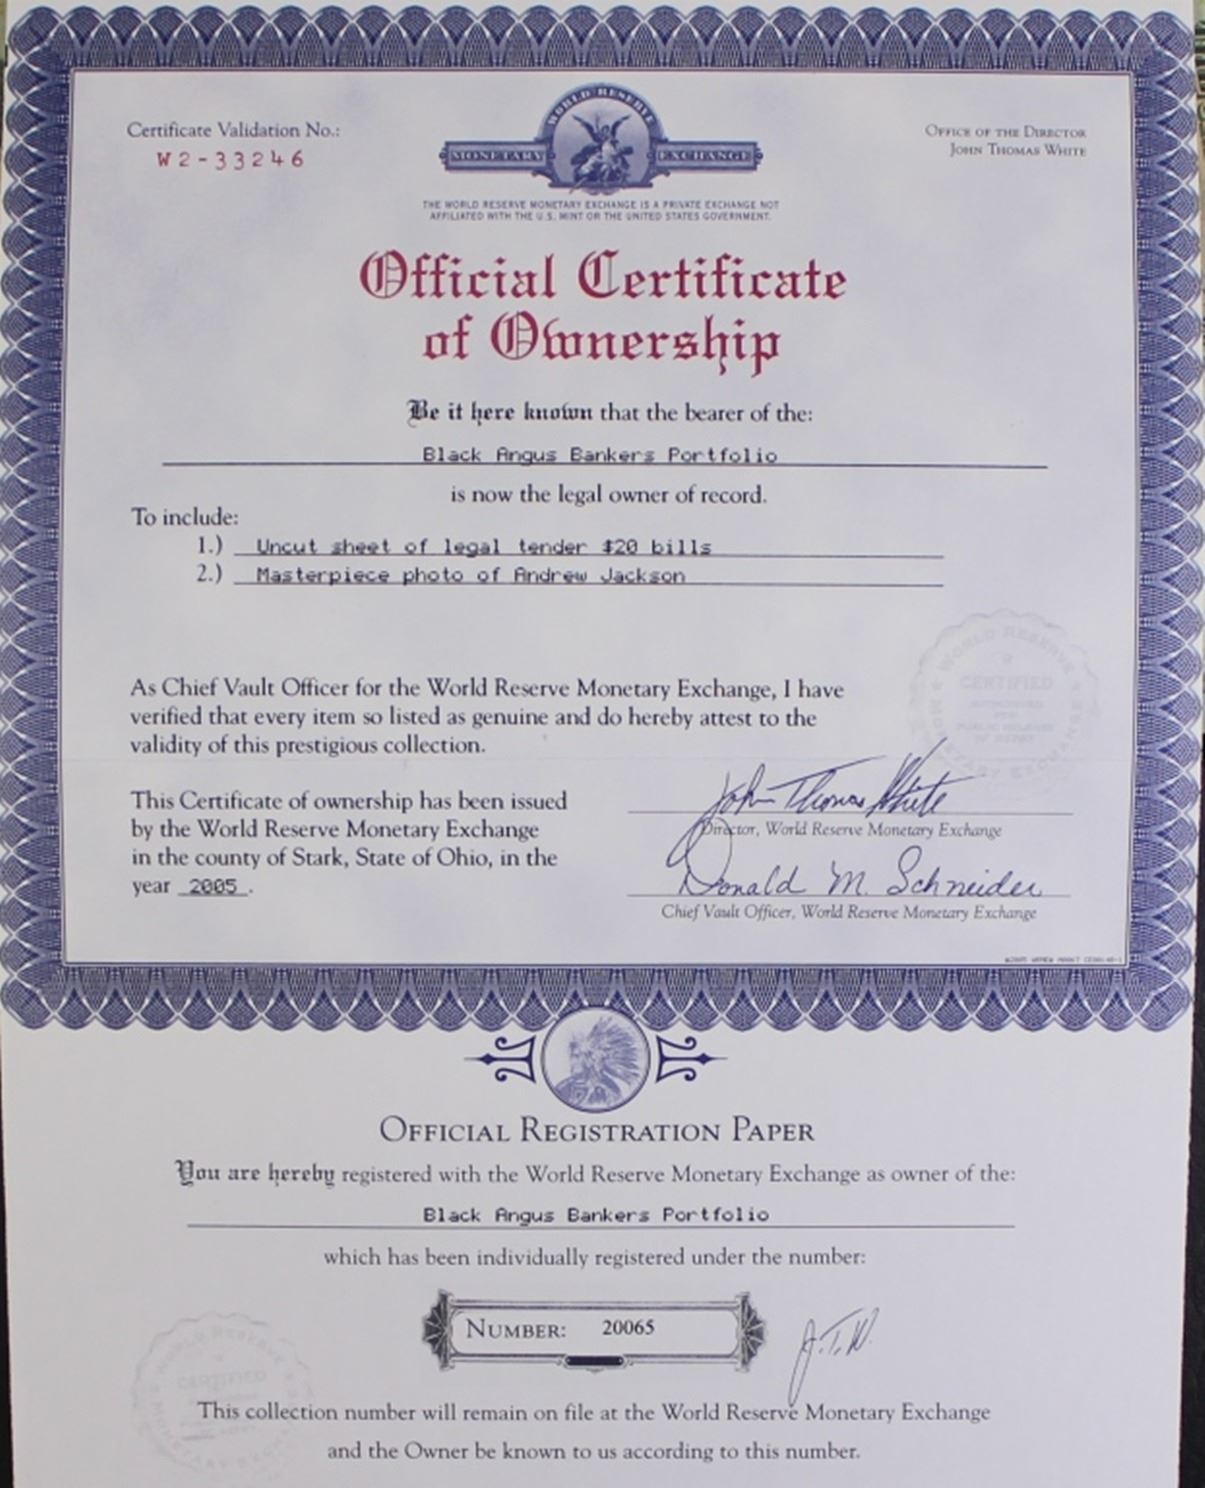 Certificate Validation No.:
W2-33246
WORLD RESERVE
MONETARY EXCHANGE
OFFICE OF THE DIRECTOR
JOHN THOMAS WHITE
THE WORLD RESERVE MONETARY EXCHANGE IS A PRIVATE EXCHANGE NOT
AFFILIATED WITH THE U.S. MINT OR THE UNITED STATES GOVERNMENT.
Official Certificate
of Ownership
Be it here known that the bearer of the:
Black Angus Bankers Portfolio
is now the legal owner of record.
To include:
1.) Uncut sheet of legal tender $20 bills
2.) Masterpiece photo of Andrew Jackson
WORLD RESERVE
CERTIFIED
MONETARY EXCHANGE
As Chief Vault Officer for the World Reserve Monetary Exchange, I have
verified that every item so listed as genuine and do hereby attest to the
validity of this prestigious collection.
This Certificate of ownership has been issued
by the World Reserve Monetary Exchange
in the county of Stark, State of Ohio, in the
year 2005.
John Thomas White
Director, World Reserve Monetary Exchange
Donald M. Schneider
Chief Vault Officer, World Reserve Monetary Exchange
OFFICIAL REGISTRATION PAPER
You are hereby registered with the World Reserve Monetary Exchange as owner of the:
Black Angus Bankers Portfolio
which has been individually registered under the number:
NUMBER: 20065
J.T.W.
WORLD RESERVE
CERTIFIED
MONETARY EXCHANGE
This collection number will remain on file at the World Reserve Monetary Exchange
and the Owner be known to us according to this number.